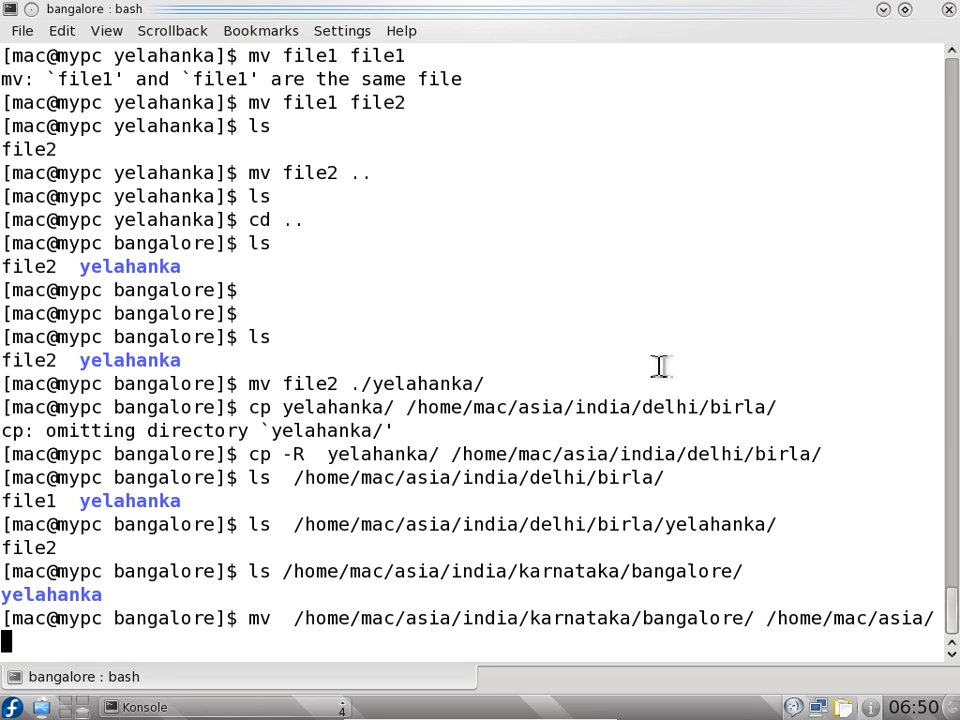 bangalore : bash
File Edit View Scrollback Bookmarks Settings Help
[mac@mypc yelahanka]$ mv file1 file1
mv: `file1' and `file1' are the same file
[mac@mypc yelahanka]$ mv file1 file2
[mac@mypc yelahanka]$ ls
file2
[mac@mypc yelahanka]$ mv file2 ..
[mac@mypc yelahanka]$ ls
[mac@mypc yelahanka]$ cd ..
[mac@mypc bangalore]$ ls
file2  yelahanka
[mac@mypc bangalore]$
[mac@mypc bangalore]$
[mac@mypc bangalore]$ ls
file2  yelahanka
[mac@mypc bangalore]$ mv file2 ./yelahanka/
[mac@mypc bangalore]$ cp yelahanka/ /home/mac/asia/india/delhi/birla/
cp: omitting directory `yelahanka/'
[mac@mypc bangalore]$ cp -R  yelahanka/ /home/mac/asia/india/delhi/birla/
[mac@mypc bangalore]$ ls  /home/mac/asia/india/delhi/birla/
file1  yelahanka
[mac@mypc bangalore]$ ls  /home/mac/asia/india/delhi/birla/yelahanka/
file2
[mac@mypc bangalore]$ ls /home/mac/asia/india/karnataka/bangalore/
yelahanka
[mac@mypc bangalore]$ mv  /home/mac/asia/india/karnataka/bangalore/ /home/mac/asia/
bangalore : bash
Konsole 4 06:50